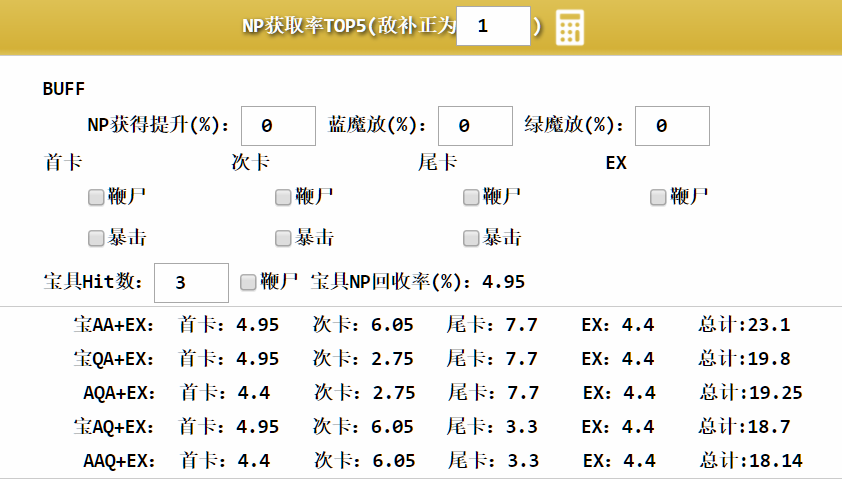 NP获取率TOP5(敌补正为 1 )
BUFF
NP获得提升(%): 0 蓝魔放(%): 0 绿魔放(%): 0
首卡 次卡 尾卡 EX
鞭尸 鞭尸 鞭尸 鞭尸
暴击 暴击 暴击
宝具Hit数: 3 鞭尸 宝具NP回收率(%): 4.95
宝AA+EX: 首卡: 4.95 次卡: 6.05 尾卡: 7.7 EX: 4.4 总计:23.1
宝QA+EX: 首卡: 4.95 次卡: 2.75 尾卡: 7.7 EX: 4.4 总计:19.8
AQA+EX: 首卡: 4.4 次卡: 2.75 尾卡: 7.7 EX: 4.4 总计:19.25
宝AQ+EX: 首卡: 4.95 次卡: 6.05 尾卡: 3.3 EX: 4.4 总计:18.7
AAQ+EX: 首卡: 4.4 次卡: 6.05 尾卡: 3.3 EX: 4.4 总计:18.14